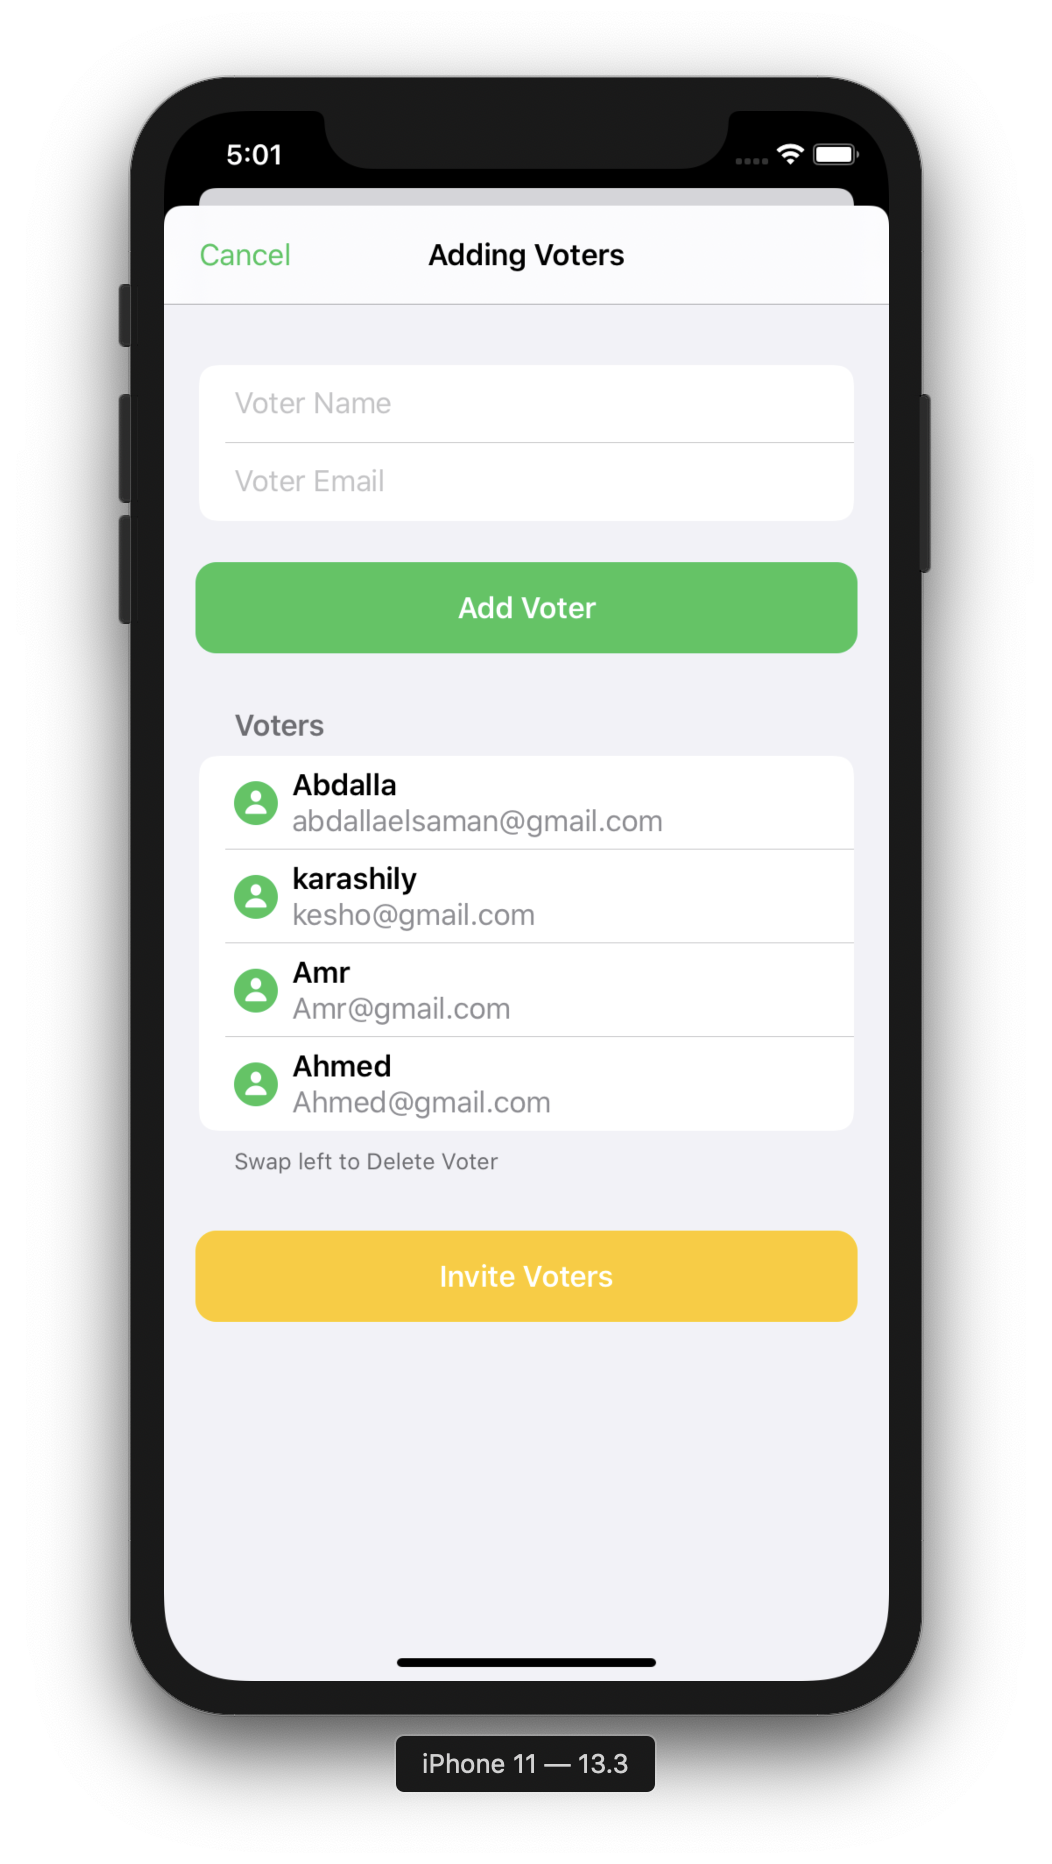 5:01
Cancel
Adding Voters
Voter Name
Voter Email
Add Voter
Voters
Abdalla
abdallaelsaman@gmail.com
karashily
kesho@gmail.com
Amr
Amr@gmail.com
Ahmed
Ahmed@gmail.com
Swap left to Delete Voter
Invite Voters
iPhone 11 — 13.3